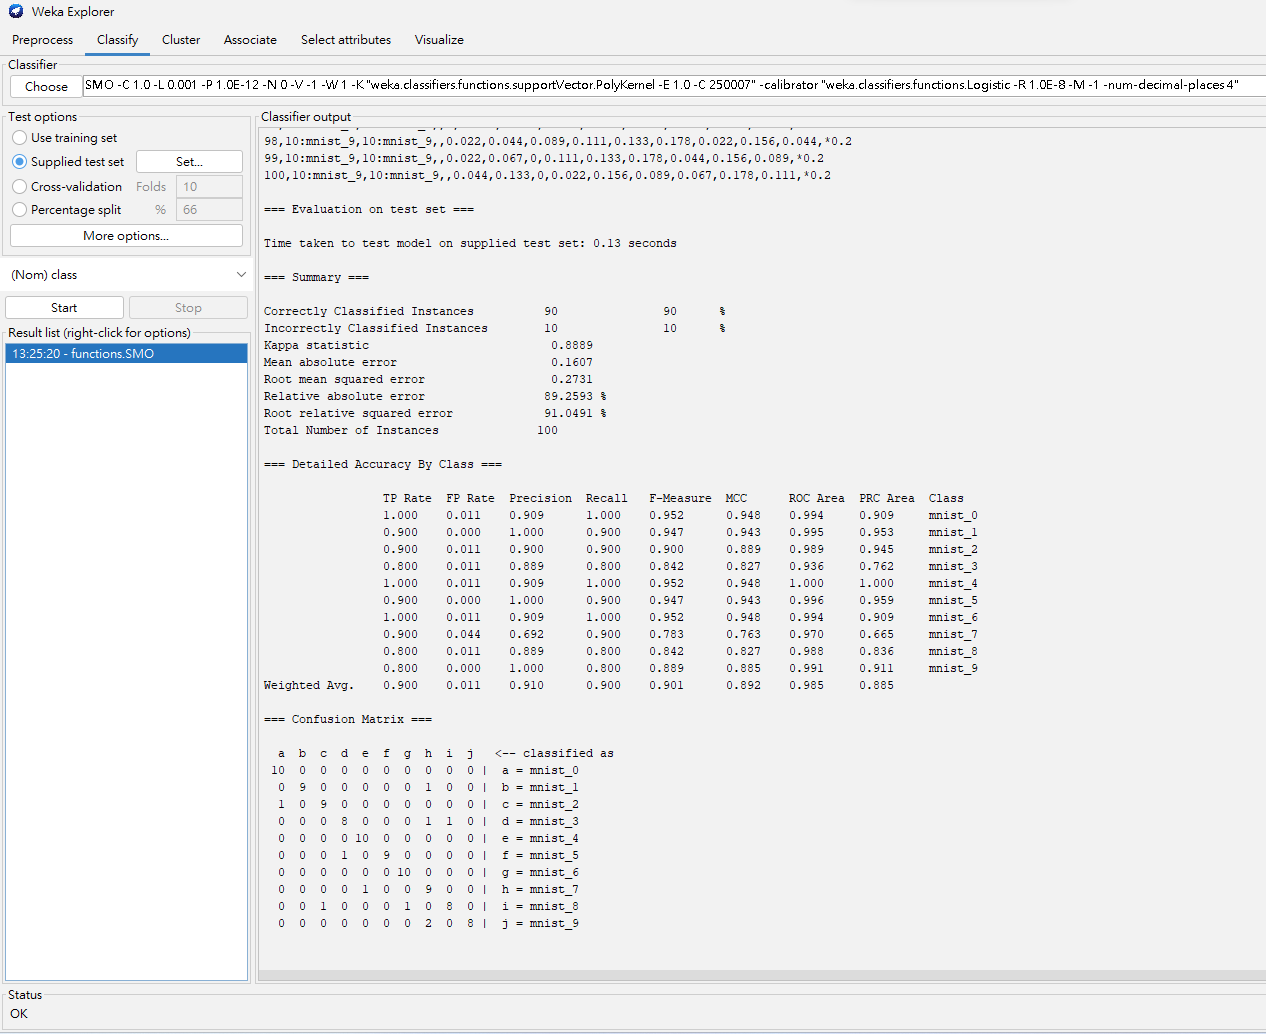 Weka Explorer
Preprocess Classify Cluster Associate Select attributes Visualize
Classifier
Choose SMO -C 1.0 -L 0.001 -P 1.0E-12 -N 0 -V -1 -W 1 -K "weka.classifiers.functions.supportVector.PolyKernel -E 1.0 -C 250007" -calibrator "weka.classifiers.functions.Logistic -R 1.0E-8 -M -1 -num-decimal-places 4"
Test options
Use training set
Supplied test set Set...
Cross-validation Folds 10
Percentage split % 66
More options...
(Nom) class
Start Stop
Result list (right-click for options)
13:25:20 - functions.SMO
Classifier output
98,10:mnist_9,10:mnist_9,,0.022,0.044,0.089,0.111,0.133,0.178,0.022,0.156,0.044,*0.2
99,10:mnist_9,10:mnist_9,,0.022,0.067,0,0.111,0.133,0.178,0.044,0.156,0.089,*0.2
100,10:mnist_9,10:mnist_9,,0.044,0.133,0,0.022,0.156,0.089,0.067,0.178,0.111,*0.2
=== Evaluation on test set ===
Time taken to test model on supplied test set: 0.13 seconds
=== Summary ===
Correctly Classified Instances 90 90 %
Incorrectly Classified Instances 10 10 %
Kappa statistic 0.8889
Mean absolute error 0.1607
Root mean squared error 0.2731
Relative absolute error 89.2593 %
Root relative squared error 91.0491 %
Total Number of Instances 100
=== Detailed Accuracy By Class ===
TP Rate FP Rate Precision Recall F-Measure MCC ROC Area PRC Area Class
1.000 0.011 0.909 1.000 0.952 0.948 0.994 0.909 mnist_0
0.900 0.000 1.000 0.900 0.947 0.943 0.995 0.953 mnist_1
0.900 0.011 0.900 0.900 0.900 0.889 0.989 0.945 mnist_2
0.800 0.011 0.889 0.800 0.842 0.827 0.936 0.762 mnist_3
1.000 0.011 0.909 1.000 0.952 0.948 1.000 1.000 mnist_4
0.900 0.000 1.000 0.900 0.947 0.943 0.996 0.959 mnist_5
1.000 0.011 0.909 1.000 0.952 0.948 0.994 0.909 mnist_6
0.900 0.044 0.692 0.900 0.783 0.763 0.970 0.665 mnist_7
0.800 0.011 0.889 0.800 0.842 0.827 0.988 0.836 mnist_8
0.800 0.000 1.000 0.800 0.889 0.885 0.991 0.911 mnist_9
Weighted Avg. 0.900 0.011 0.910 0.900 0.901 0.892 0.985 0.885
=== Confusion Matrix ===
a b c d e f g h i j <-- classified as
10 0 0 0 0 0 0 0 0 0 | a = mnist_0
0 9 0 0 0 0 0 1 0 0 | b = mnist_1
1 0 9 0 0 0 0 0 0 0 | c = mnist_2
0 0 0 8 0 0 0 1 1 0 | d = mnist_3
0 0 0 0 10 0 0 0 0 0 | e = mnist_4
0 0 0 1 0 9 0 0 0 0 | f = mnist_5
0 0 0 0 0 0 10 0 0 0 | g = mnist_6
0 0 0 0 1 0 0 9 0 0 | h = mnist_7
0 0 1 0 0 0 1 0 8 0 | i = mnist_8
0 0 0 0 0 0 0 2 0 8 | j = mnist_9
Status
OK